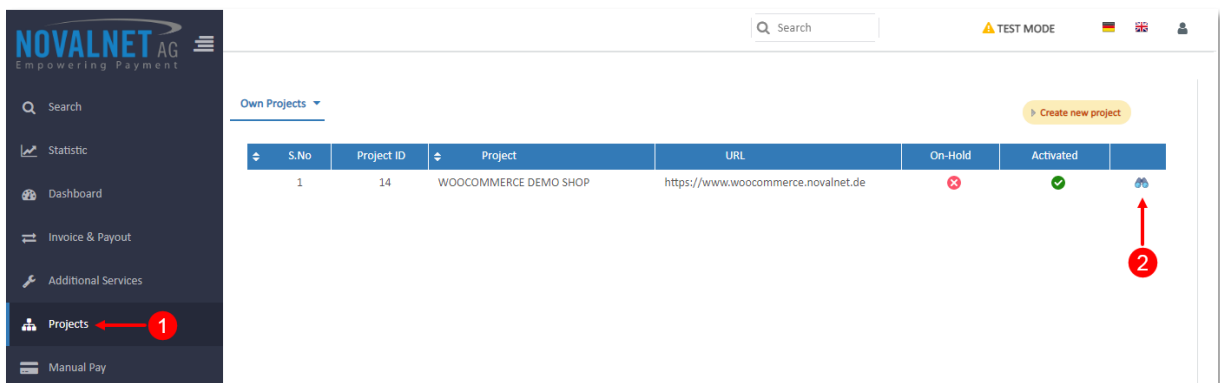 NOVALNET AG
Empowering Payment
Search
TEST MODE
Search
Statistic
Dashboard
Invoice & Payout
Additional Services
Projects
1
Manual Pay
Own Projects
Create new project
S.No Project ID Project URL On-Hold Activated
1 14 WOOCOMMERCE DEMO SHOP https://www.woocommerce.novalnet.de
2